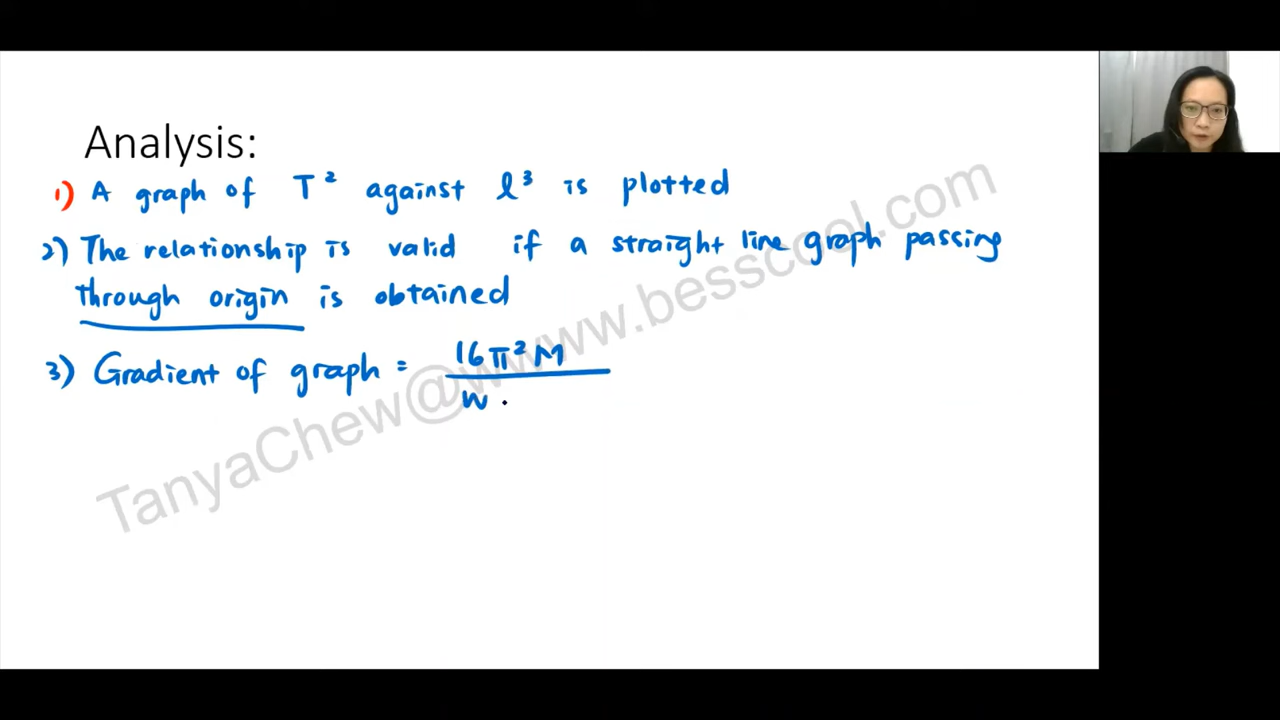 Analysis:
1) A graph of T² against l³ is plotted
2) The relationship is valid if a straight line graph passing
through origin is obtained
3) Gradient of graph = 16π²M
w
TanyaChew@www.besscool.com